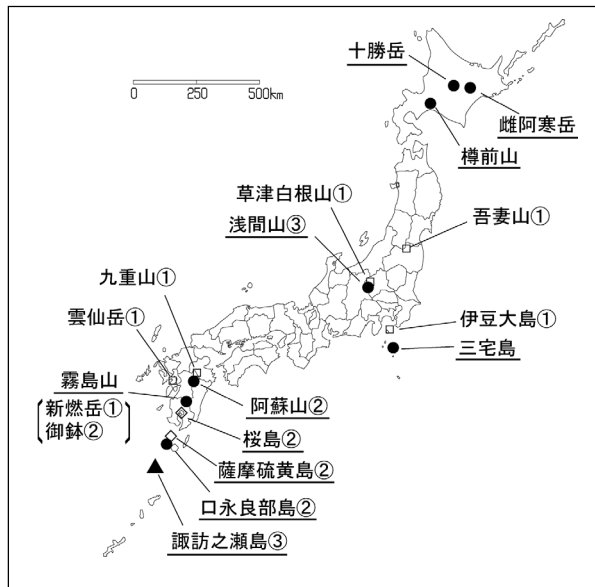 十勝岳
0 250 500km
雌阿寒岳
樽前山
草津白根山①
吾妻山①
浅間山③
九重山①
雲仙岳①
伊豆大島①
三宅島
霧島山
新燃岳①
御鉢②
阿蘇山②
桜島②
薩摩硫黄島②
口永良部島②
諏訪之瀬島③